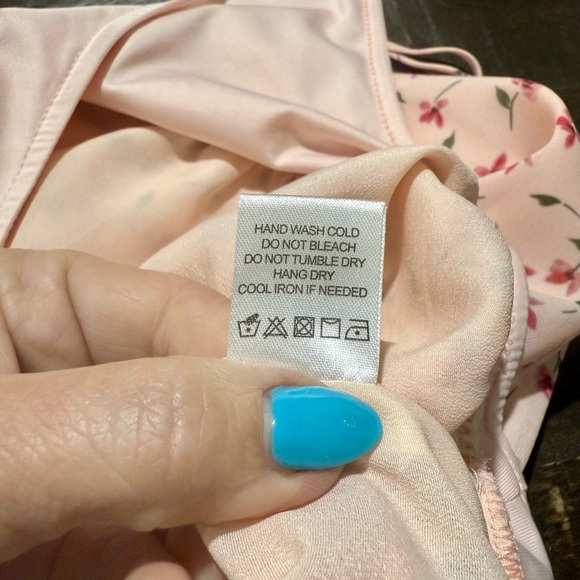 HAND WASH COLD
DO NOT BLEACH
DO NOT TUMBLE DRY
HANG DRY
COOL IRON IF NEEDED